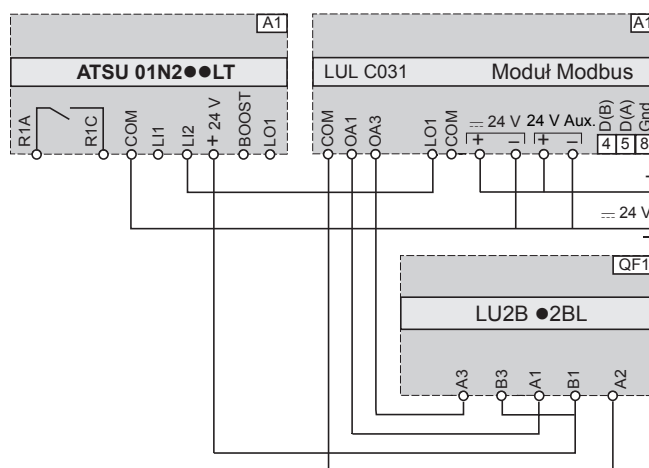 A1
ATSU 01N2●●LT
R1A
R1C
COM
LI1
LI2
+ 24 V
BOOST
LO1
A1
LUL C031 Moduł Modbus
COM
OA1
OA3
LO1
COM
24 V 24 V Aux.
+ – + –
D(B)
D(A)
Gnd
4 5 8
24 V
–
QF1
LU2B ●2BL
A3
B3
A1
B1
A2